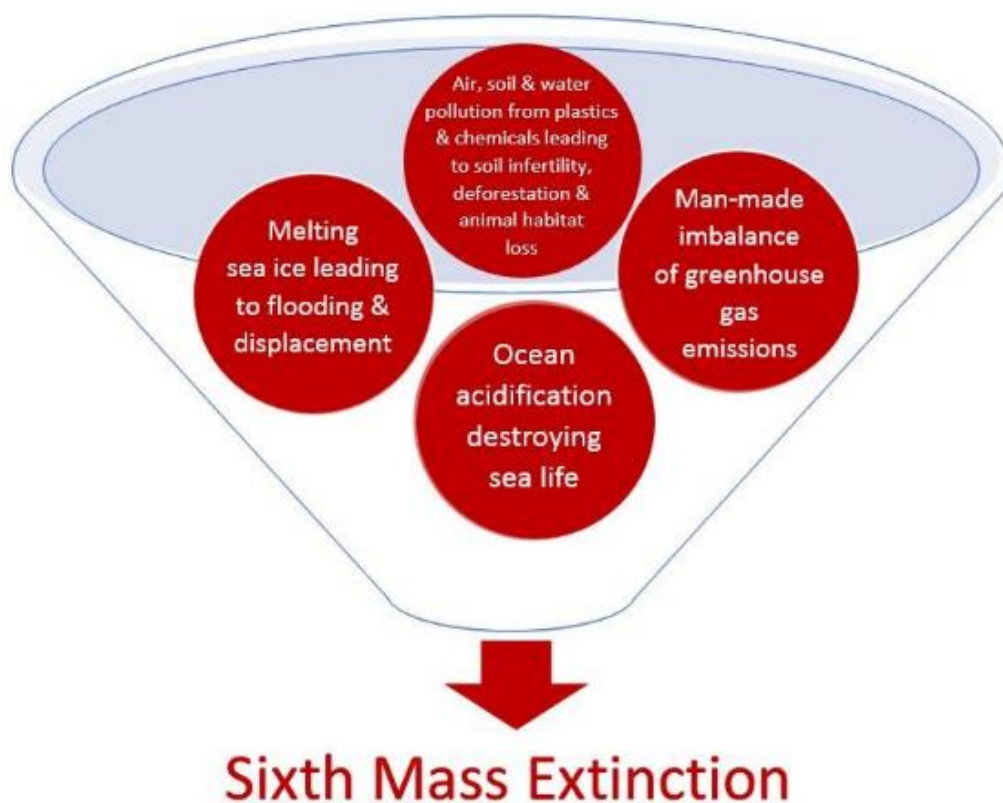 Air, soil & water
pollution from plastics
& chemicals leading
to soil infertility,
deforestation &
animal habitat
loss
Melting
sea ice leading
to flooding &
displacement
Man-made
imbalance
of greenhouse
gas
emissions
Ocean
acidification
destroying
sea life
Sixth Mass Extinction